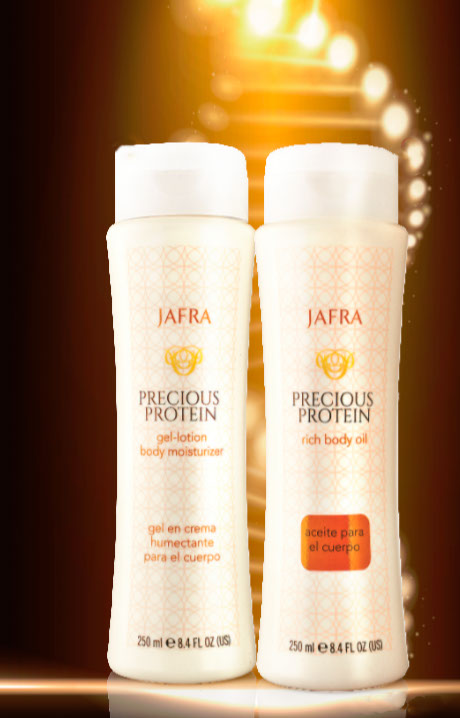 JAFRA
PRECIOUS
PROTEIN
gel-lotion
body moisturizer
gel en crema
humectante
para el cuerpo
250 ml ℮ 8.4 FL OZ (US)
JAFRA
PRECIOUS
PROTEIN
rich body oil
aceite para
el cuerpo
250 ml ℮ 8.4 FL OZ (US)